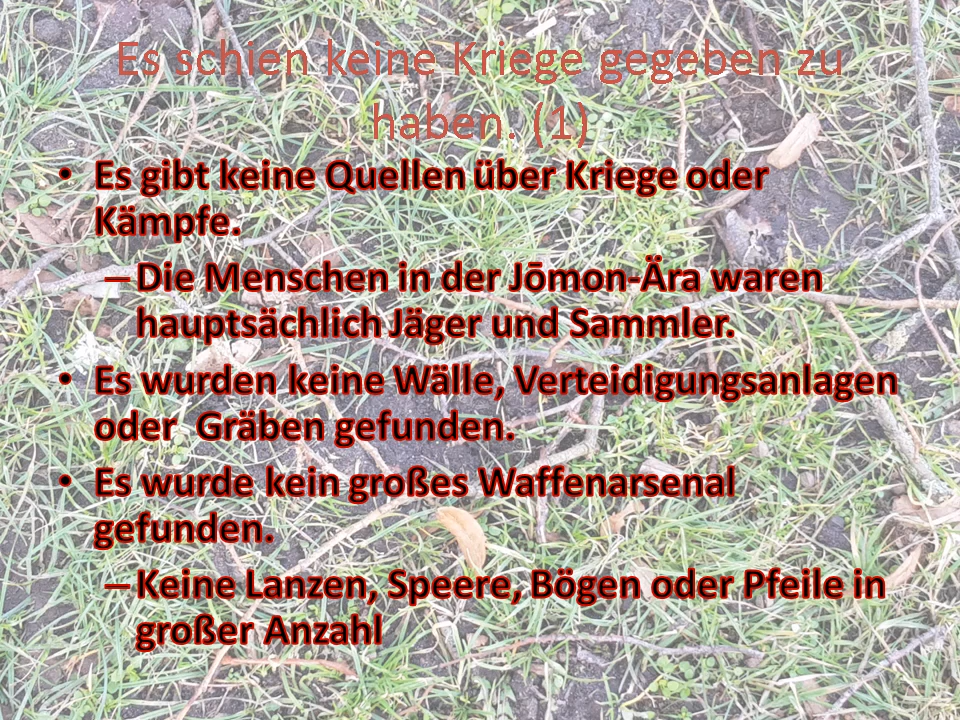 Es schien keine Kriege gegeben zu
haben. (1)
• Es gibt keine Quellen über Kriege oder
Kämpfe.
– Die Menschen in der Jōmon-Ära waren
hauptsächlich Jäger und Sammler.
• Es wurden keine Wälle, Verteidigungsanlagen
oder  Gräben gefunden.
• Es wurde kein großes Waffenarsenal
gefunden.
– Keine Lanzen, Speere, Bögen oder Pfeile in
großer Anzahl